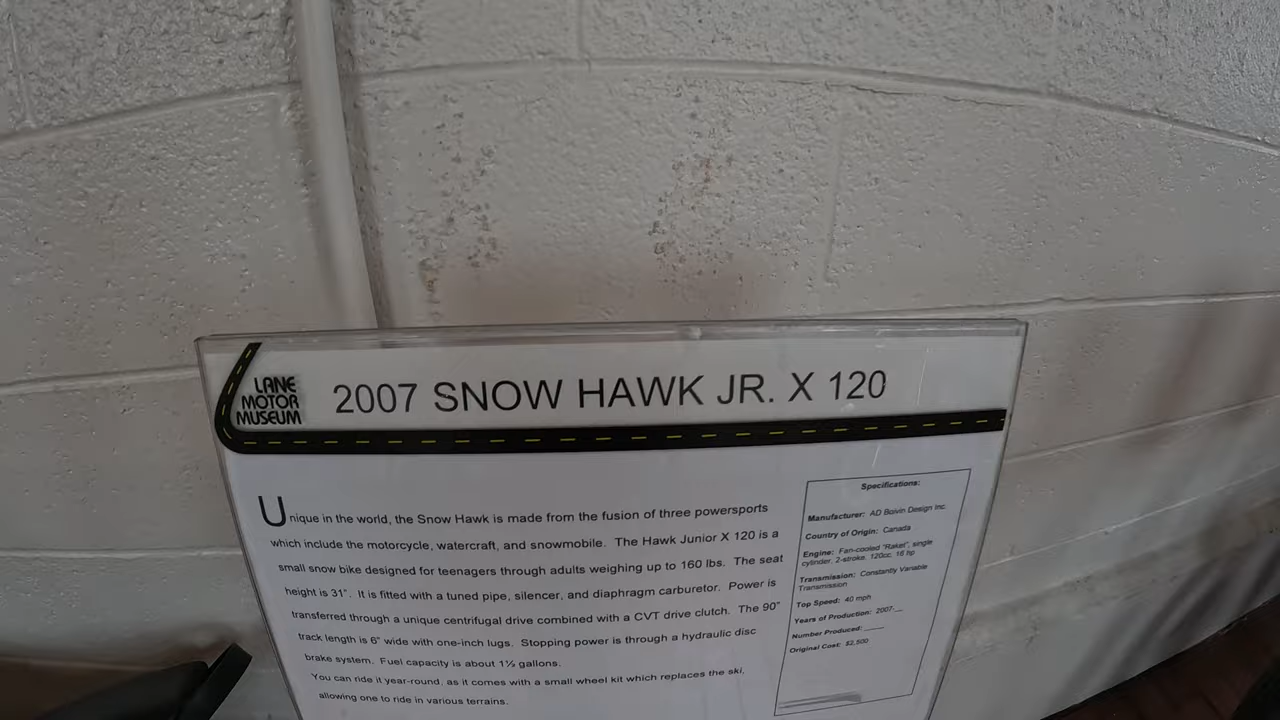 LANE
MOTOR
MUSEUM
2007 SNOW HAWK JR. X 120
Unique in the world, the Snow Hawk is made from the fusion of three powersports
which include the motorcycle, watercraft, and snowmobile. The Hawk Junior X 120 is a
small snow bike designed for teenagers through adults weighing up to 160 lbs. The seat
height is 31". It is fitted with a tuned pipe, silencer, and diaphragm carburetor. Power is
transferred through a unique centrifugal drive combined with a CVT drive clutch. The 90"
track length is 6" wide with one-inch lugs. Stopping power is through a hydraulic disc
brake system. Fuel capacity is about 1½ gallons.
You can ride it year-round, as it comes with a small wheel kit which replaces the ski,
allowing one to ride in various terrains.
Specifications:
Manufacturer: AD Boivin Design Inc.
Country of Origin: Canada
Engine: Fan-cooled "Raket", single
cylinder, 2-stroke, 120cc, 16 hp
Transmission: Constantly Variable
Transmission
Top Speed: 40 mph
Years of Production: 2007-__
Number Produced: ____
Original Cost: $2,500